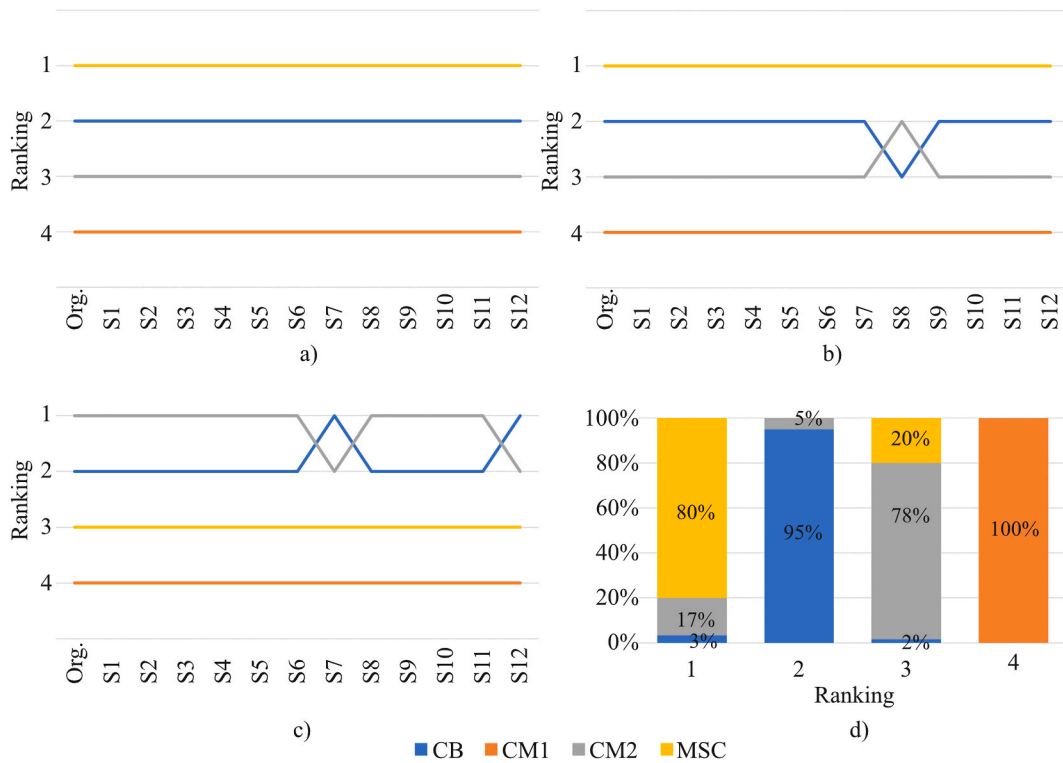 1
2
3
4
Ranking
Org.
S1
S2
S3
S4
S5
S6
S7
S8
S9
S10
S11
S12
a)
1
2
3
4
Ranking
Org.
S1
S2
S3
S4
S5
S6
S7
S8
S9
S10
S11
S12
b)
1
2
3
4
Ranking
Org.
S1
S2
S3
S4
S5
S6
S7
S8
S9
S10
S11
S12
c)
100%
80%
60%
40%
20%
0%
80%
17%
3%
5%
95%
20%
78%
2%
100%
1 2 3 4
Ranking
d)
CB CM1 CM2 MSC